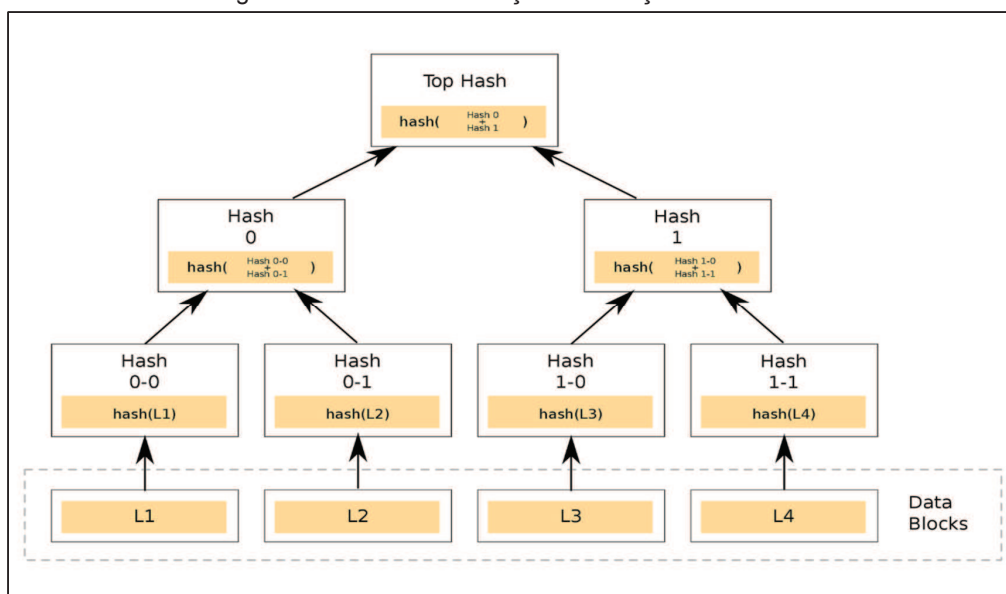 Top Hash
hash( Hash 0 + Hash 1 )
Hash 0
hash( Hash 0-0 + Hash 0-1 )
Hash 1
hash( Hash 1-0 + Hash 1-1 )
Hash 0-0
hash(L1)
Hash 0-1
hash(L2)
Hash 1-0
hash(L3)
Hash 1-1
hash(L4)
L1
L2
L3
L4
Data
Blocks